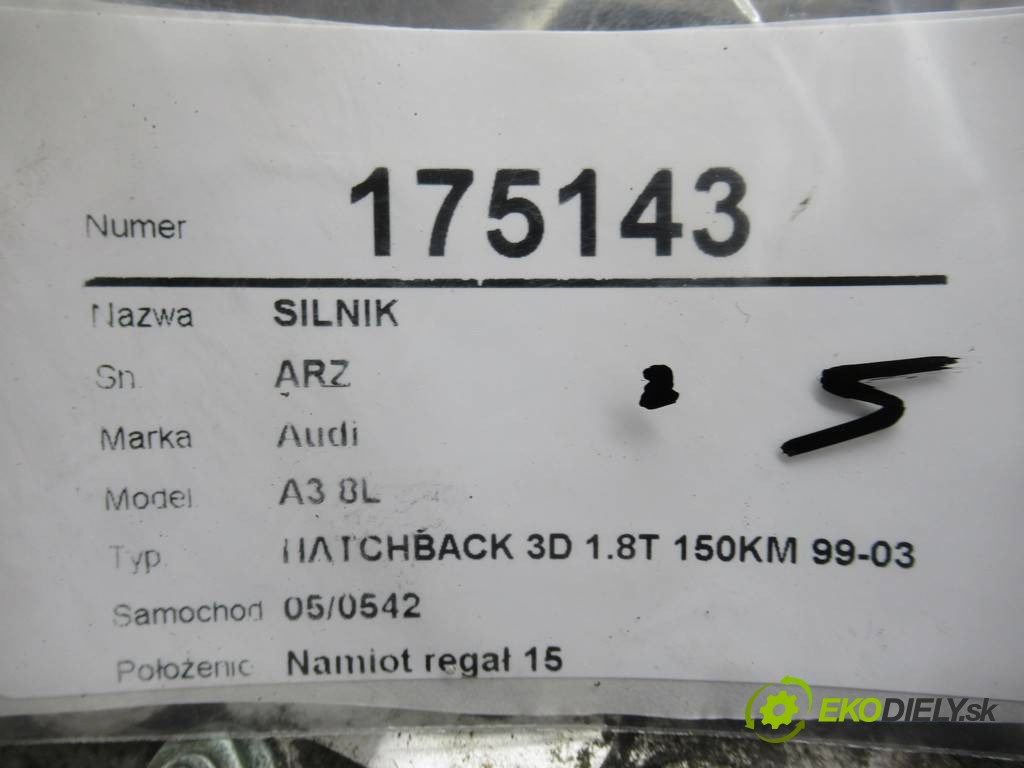 Numer 175143
Nazwa SILNIK
Sn. ARZ
Marka Audi
Model A3 8L
Typ. HATCHBACK 3D 1.8T 150KM 99-03
Samochod 05/0542
Położenie Namiot regał 15
5
EKODIELY.sk